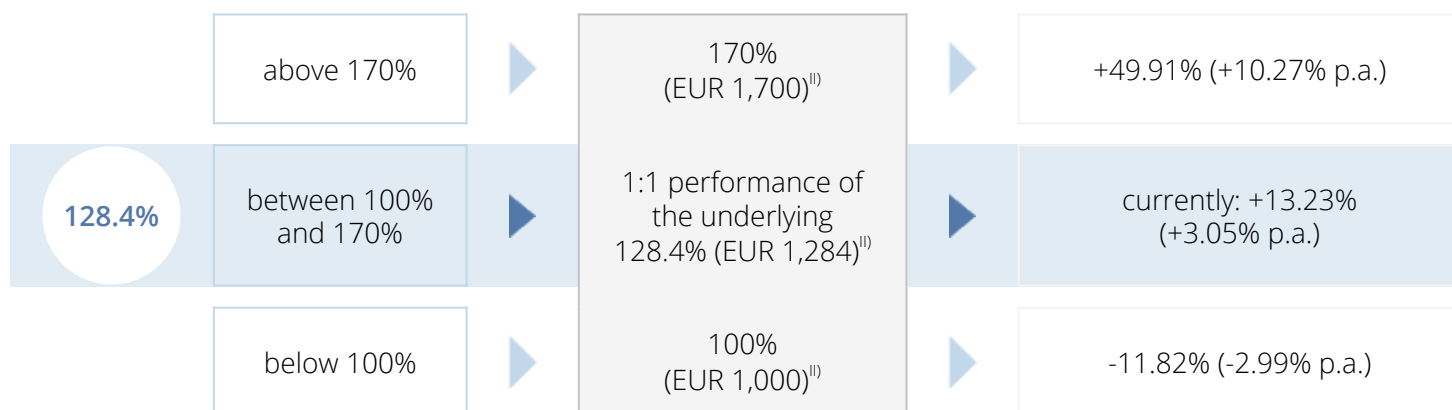 above 170%
170%
(EUR 1,700)II)
+49.91% (+10.27% p.a.)
128.4%
between 100%
and 170%
1:1 performance of
the underlying
128.4% (EUR 1,284)II)
currently: +13.23%
(+3.05% p.a.)
below 100%
100%
(EUR 1,000)II)
-11.82% (-2.99% p.a.)